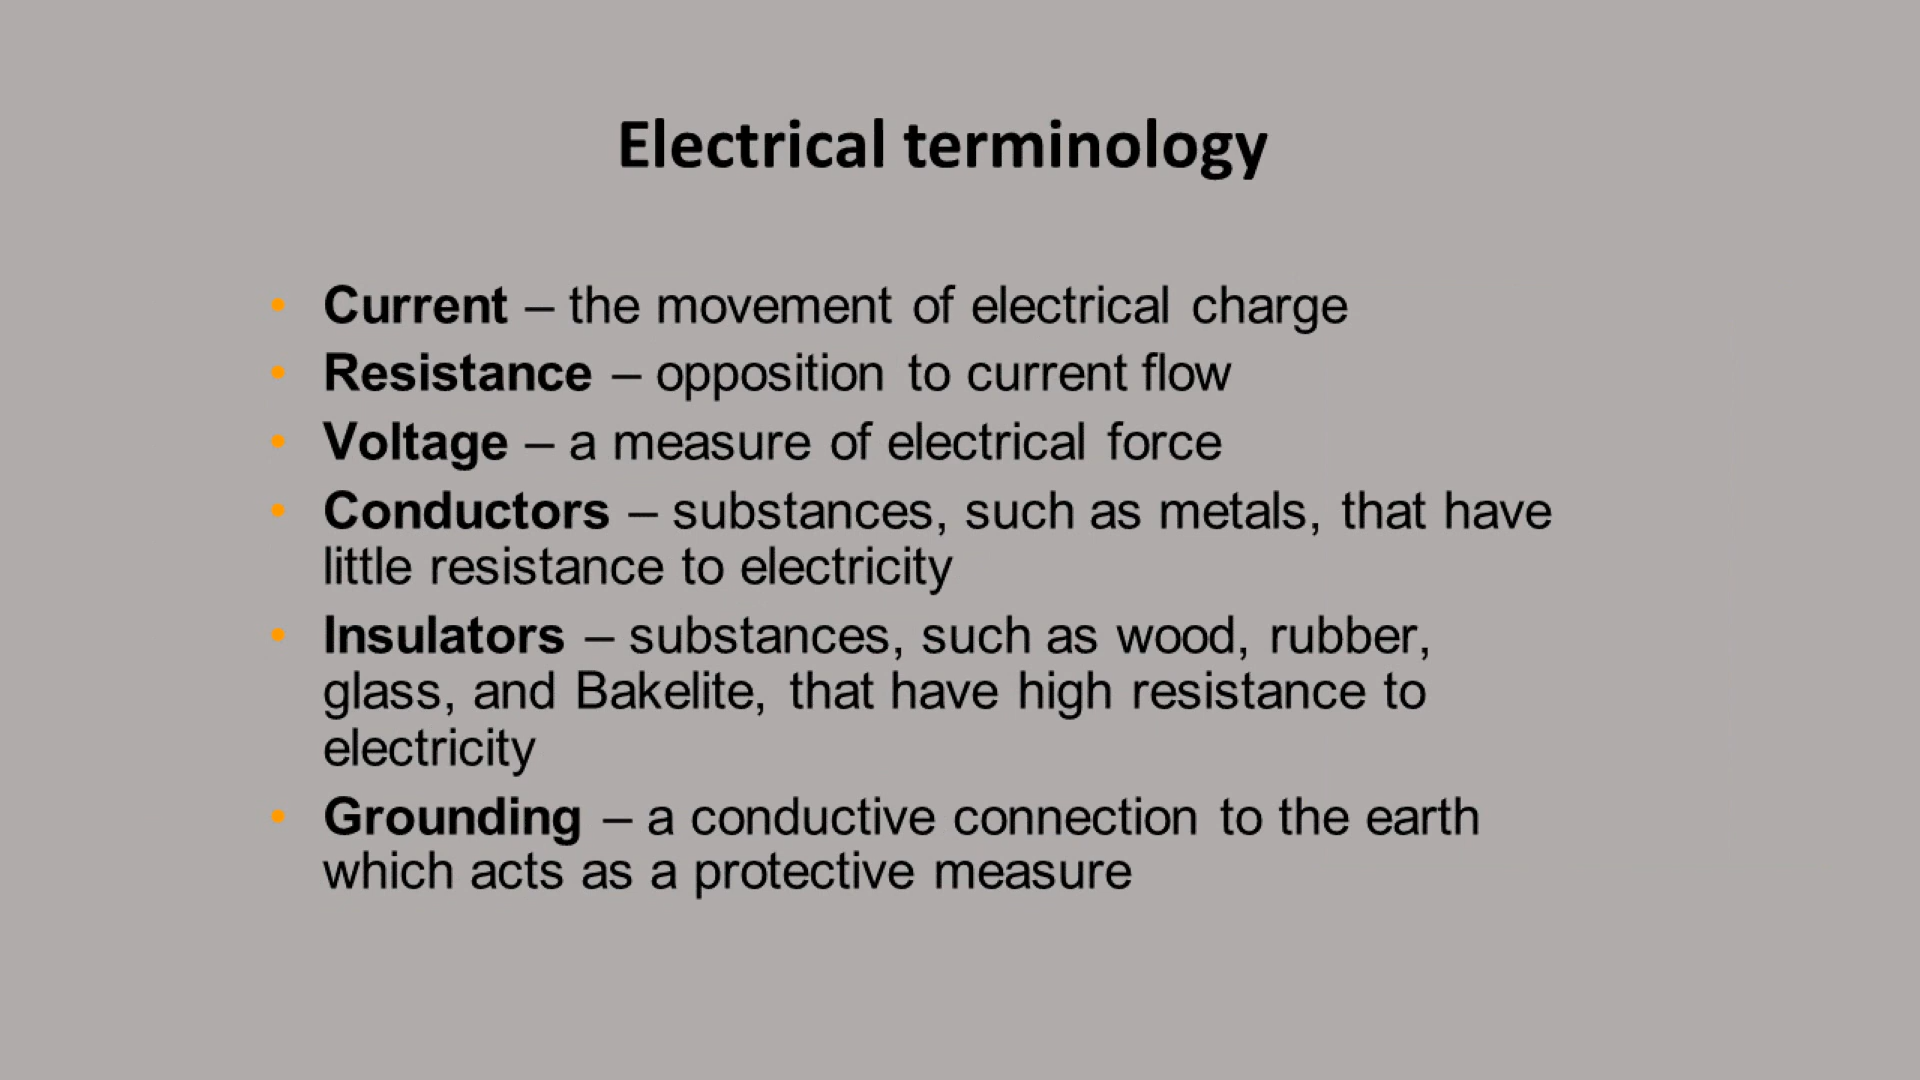 Electrical terminology
• Current – the movement of electrical charge
• Resistance – opposition to current flow
• Voltage – a measure of electrical force
• Conductors – substances, such as metals, that have
little resistance to electricity
• Insulators – substances, such as wood, rubber,
glass, and Bakelite, that have high resistance to
electricity
• Grounding – a conductive connection to the earth
which acts as a protective measure